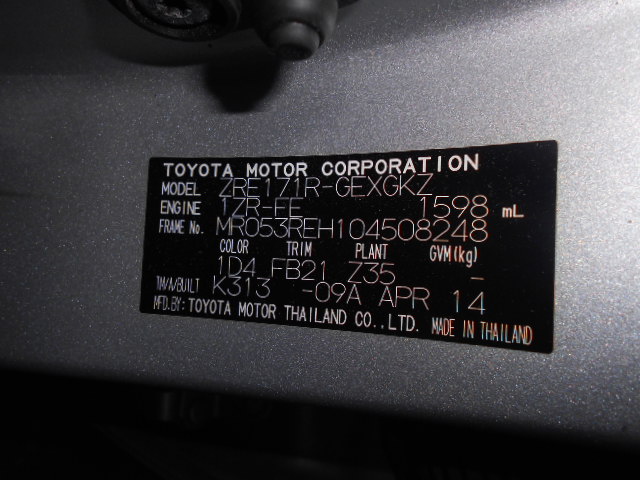 TOYOTA MOTOR CORPORATION
MODEL ZRE171R-GEXGKZ
ENGINE 1ZR-FE 1598 mL
FRAME No. MR053REH104508248
COLOR TRIM PLANT GVM(kg)
1D4 FB21 Z35 -
TM/A/BUILT K313 -09A APR 14
MFD.BY: TOYOTA MOTOR THAILAND CO.,LTD. MADE IN THAILAND